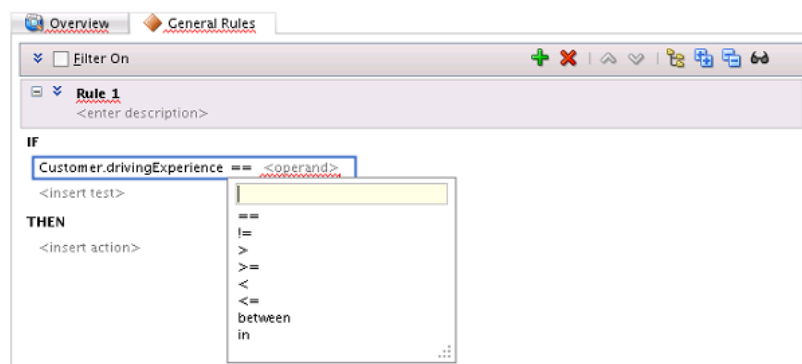 Overview General Rules
Filter On
Rule 1
<enter description>
IF
Customer.drivingExperience == <operand>
<insert test>
==
!=
THEN
<insert action>
>
>=
<
<=
between
in